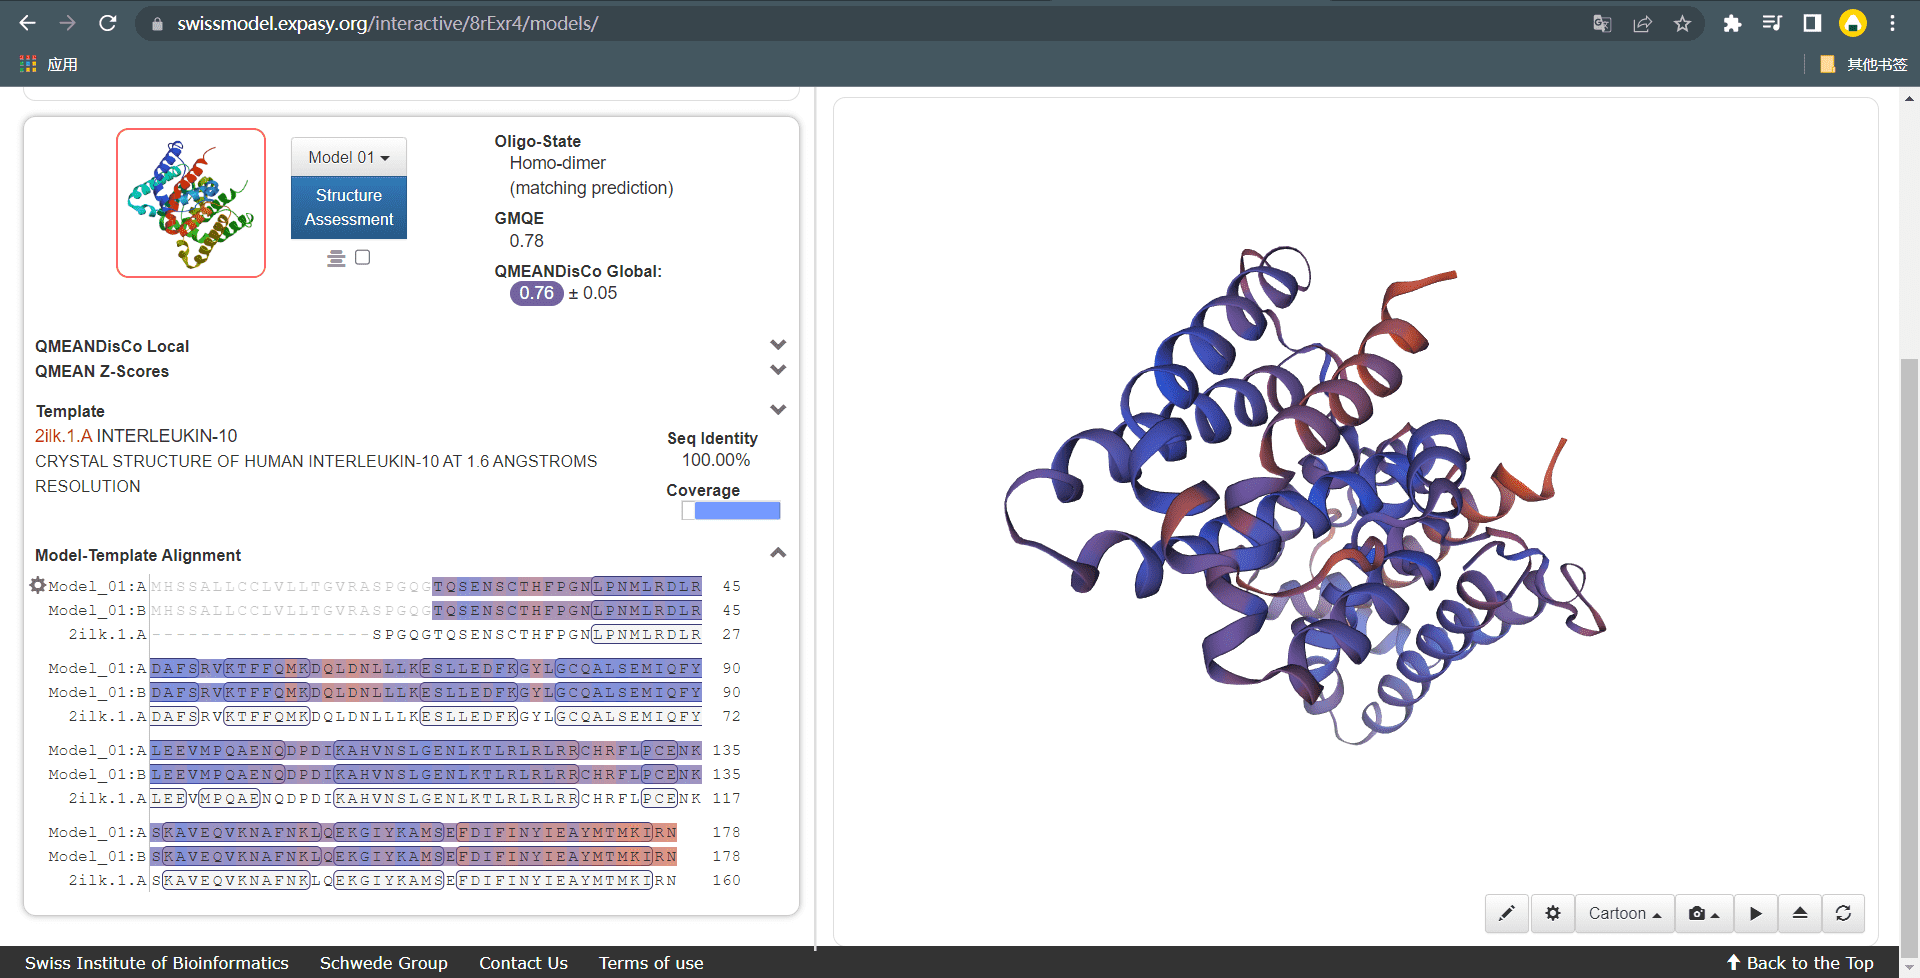 swissmodel.expasy.org/interactive/8rExr4/models/
应用
其他书签
Model 01
Structure
Assessment
Oligo-State
Homo-dimer
(matching prediction)
GMQE
0.78
QMEANDisCo Global:
0.76 ± 0.05
QMEANDisCo Local
QMEAN Z-Scores
Template
2ilk.1.A INTERLEUKIN-10
CRYSTAL STRUCTURE OF HUMAN INTERLEUKIN-10 AT 1.6 ANGSTROMS
RESOLUTION
Seq Identity
100.00%
Coverage
Model-Template Alignment
Model_01:A MHSSALLCCLVLLTGVRASPGQGTQSENSCTHFPGNLPNMLRDLR 45
Model_01:B MHSSALLCCLVLLTGVRASPGQGTQSENSCTHFPGNLPNMLRDLR 45
2ilk.1.A ------------------SPGQGTQSENSCTHFPGNLPNMLRDLR 27
Model_01:A DAFSRVKTFFQMKDQLDNLLLKESLLEDFKGYLGCQALSEMIQFY 90
Model_01:B DAFSRVKTFFQMKDQLDNLLLKESLLEDFKGYLGCQALSEMIQFY 90
2ilk.1.A DAFSRVKTFFQMKDQLDNLLLKESLLEDFKGYLGCQALSEMIQFY 72
Model_01:A LEEVMPQAENQDPDIKAHVNSLGENLKTLRLRLRRCHRFLPCENK 135
Model_01:B LEEVMPQAENQDPDIKAHVNSLGENLKTLRLRLRRCHRFLPCENK 135
2ilk.1.A LEEVMPQAENQDPDIKAHVNSLGENLKTLRLRLRRCHRFLPCENK 117
Model_01:A SKAVEQVKNAFNKLQEKGIYKAMSEFDIFINYIEAYMTMKIRN 178
Model_01:B SKAVEQVKNAFNKLQEKGIYKAMSEFDIFINYIEAYMTMKIRN 178
2ilk.1.A SKAVEQVKNAFNKLQEKGIYKAMSEFDIFINYIEAYMTMKIRN 160
Cartoon
Swiss Institute of Bioinformatics Schwede Group Contact Us Terms of use
Back to the Top